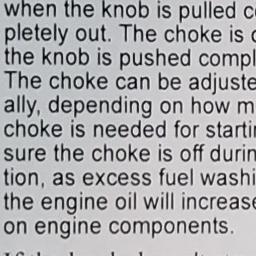 when the knob is pulled c
pletely out. The choke is
the knob is pushed compl
The choke can be adjuste
ally, depending on how m
choke is needed for starti
sure the choke is off durin
tion, as excess fuel washi
the engine oil will increase
on engine components.